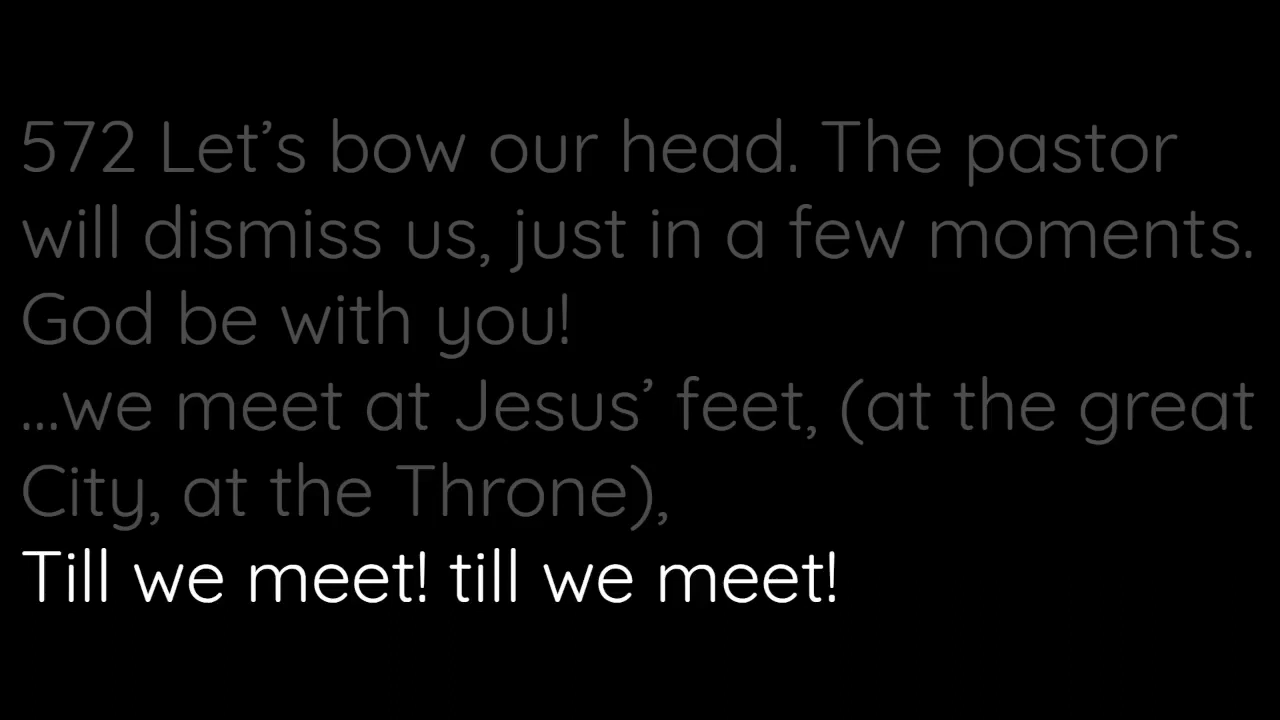 572 Let’s bow our head. The pastor
will dismiss us, just in a few moments.
God be with you!
...we meet at Jesus’ feet, (at the great
City, at the Throne),
Till we meet! till we meet!